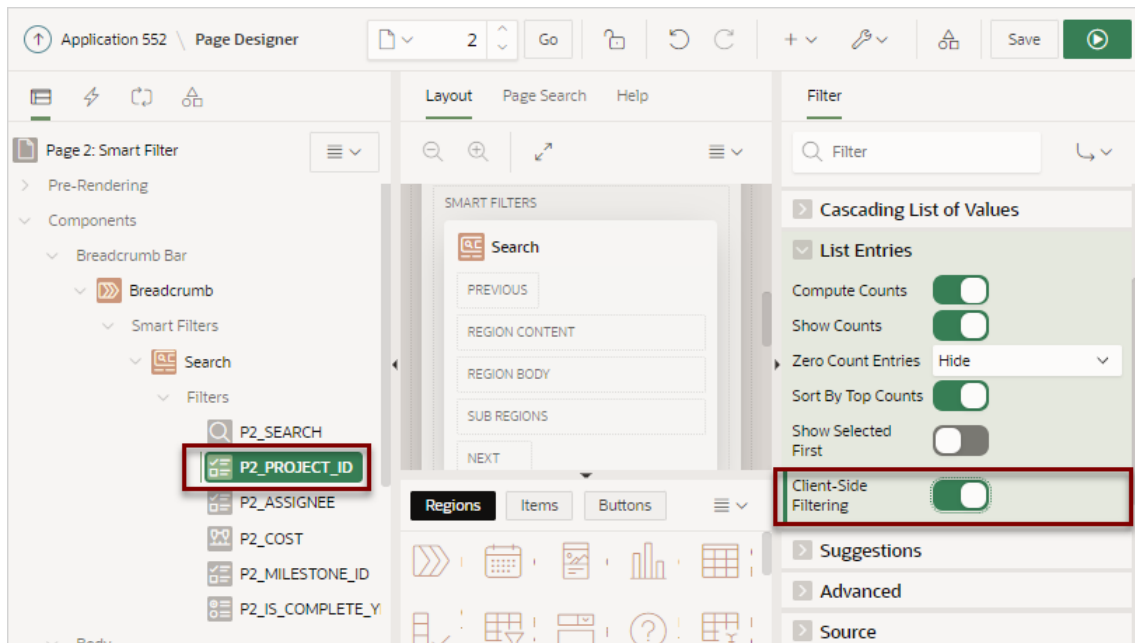 Application 552 \ Page Designer
2
Go
Save
Page 2: Smart Filter
Pre-Rendering
Components
Breadcrumb Bar
Breadcrumb
Smart Filters
Search
Filters
P2_SEARCH
P2_PROJECT_ID
P2_ASSIGNEE
P2_COST
P2_MILESTONE_ID
P2_IS_COMPLETE_Y
Body
Layout Page Search Help
SMART FILTERS
Search
PREVIOUS
REGION CONTENT
REGION BODY
SUB REGIONS
NEXT
Regions Items Buttons
Filter
Filter
Cascading List of Values
List Entries
Compute Counts
Show Counts
Zero Count Entries Hide
Sort By Top Counts
Show Selected
First
Client-Side
Filtering
Suggestions
Advanced
Source